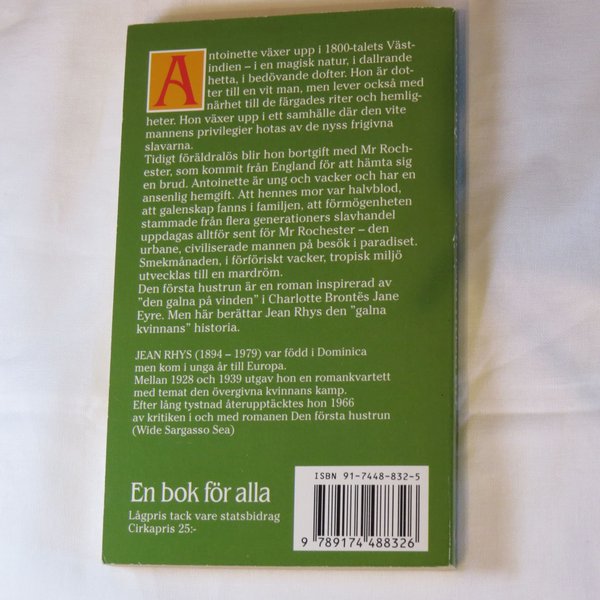 Antoinette växer upp i 1800-talets Väst-
indien – i en magisk natur, i dallrande
hetta, i bedövande dofter. Hon är dot-
ter till en vit man, men lever också med
närhet till de färgades riter och hemlig-
heter. Hon växer upp i ett samhälle där den vite
mannens privilegier hotas av de nyss frigivna
slavarna.
Tidigt föräldralös blir hon bortgift med Mr Roch-
ester, som kommit från England för att hämta sig
en brud. Antoinette är ung och vacker och har en
ansenlig hemgift. Att hennes mor var halvblod,
att galenskap fanns i familjen, att förmögenheten
stammade från flera generationers slavhandel
uppdagas alltför sent för Mr Rochester – den
urbane, civiliserade mannen på besök i paradiset.
Smekmånaden, i förföriskt vacker, tropisk miljö
utvecklas till en mardröm.
Den första hustrun är en roman inspirerad av
"den galna på vinden" i Charlotte Brontës Jane
Eyre. Men här berättar Jean Rhys den "galna
kvinnans" historia.
JEAN RHYS (1894 – 1979) var född i Dominica
men kom i unga år till Europa.
Mellan 1928 och 1939 utgav hon en romankvartett
med temat den övergivna kvinnans kamp.
Efter lång tystnad återupptäcktes hon 1966
av kritiken i och med romanen Den första hustrun
(Wide Sargasso Sea)
ISBN 91-7448-832-5
En bok för alla
Lågpris tack vare statsbidrag
Cirkapris 25:-
9 789174 488326